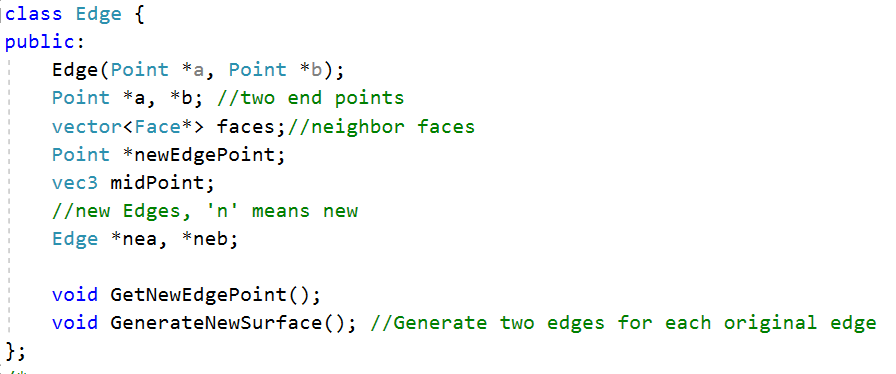 class Edge {
public:
    Edge(Point *a, Point *b);
    Point *a, *b; //two end points
    vector<Face*> faces;//neighbor faces
    Point *newEdgePoint;
    vec3 midPoint;
    //new Edges, 'n' means new
    Edge *nea, *neb;

    void GetNewEdgePoint();
    void GenerateNewSurface(); //Generate two edges for each original edge
};